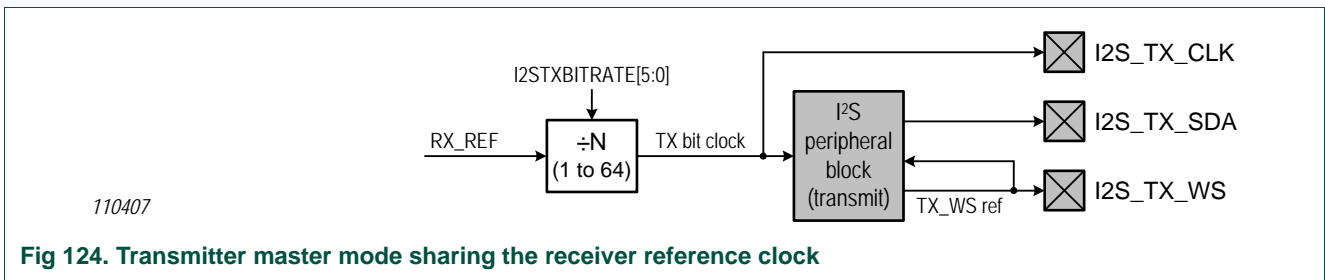 I2S_TX_CLK
I2STXBITRATE[5:0]
RX_REF
÷N
(1 to 64)
TX bit clock
I²S
peripheral
block
(transmit)
I2S_TX_SDA
TX_WS ref
I2S_TX_WS
110407
Fig 124. Transmitter master mode sharing the receiver reference clock